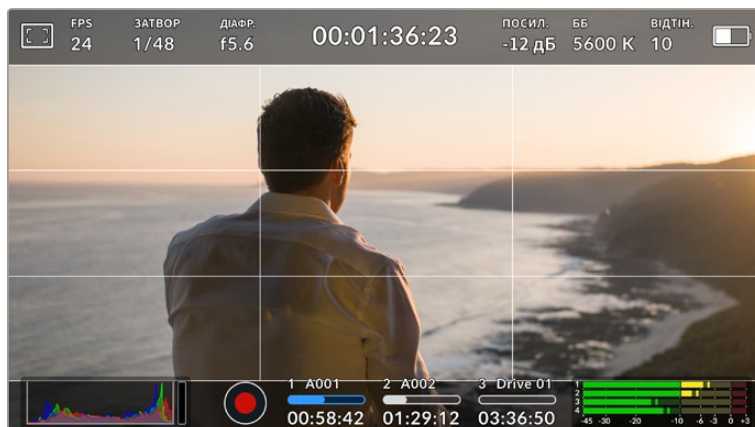 FPS ЗАТВОР ДІАФР. ПОСИЛ. ББ ВІДТІН.
24 1/48 f5.6 00:01:36:23 -12 дБ 5600 K 10
1 A001 2 A002 3 Drive 01
00:58:42 01:29:12 03:36:50
1
2
3
4
-45 -30 -20 -10 -6 -3 0 +3